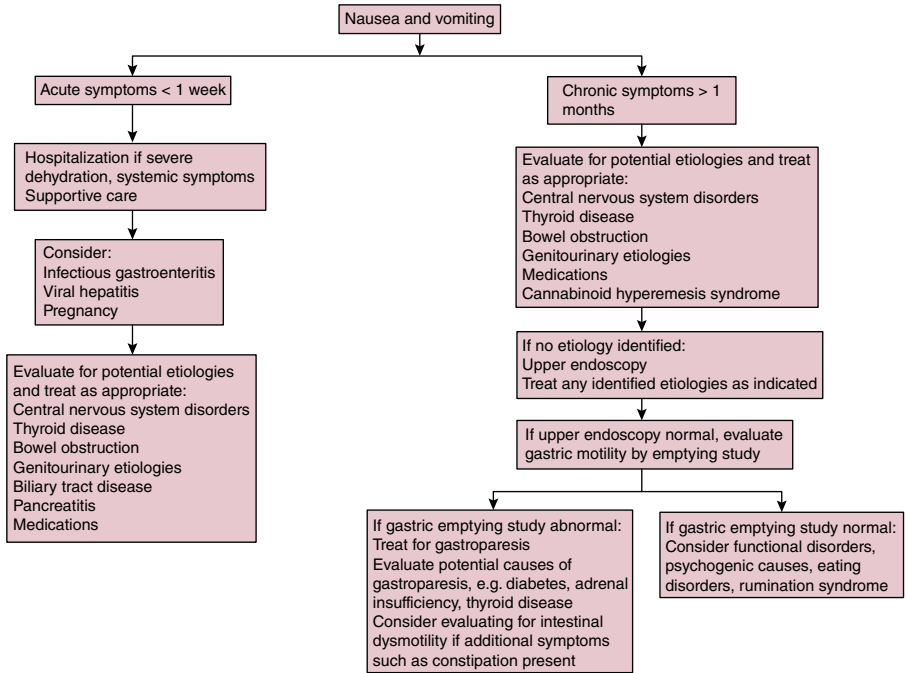 Nausea and vomiting
Acute symptoms < 1 week
Hospitalization if severe
dehydration, systemic symptoms
Supportive care
Consider:
Infectious gastroenteritis
Viral hepatitis
Pregnancy
Evaluate for potential etiologies
and treat as appropriate:
Central nervous system disorders
Thyroid disease
Bowel obstruction
Genitourinary etiologies
Biliary tract disease
Pancreatitis
Medications
Chronic symptoms > 1
months
Evaluate for potential etiologies and treat
as appropriate:
Central nervous system disorders
Thyroid disease
Bowel obstruction
Genitourinary etiologies
Medications
Cannabinoid hyperemesis syndrome
If no etiology identified:
Upper endoscopy
Treat any identified etiologies as indicated
If upper endoscopy normal, evaluate
gastric motility by emptying study
If gastric emptying study abnormal:
Treat for gastroparesis
Evaluate potential causes of
gastroparesis, e.g. diabetes, adrenal
insufficiency, thyroid disease
Consider evaluating for intestinal
dysmotility if additional symptoms
such as constipation present
If gastric emptying study normal:
Consider functional disorders,
psychogenic causes, eating
disorders, rumination syndrome